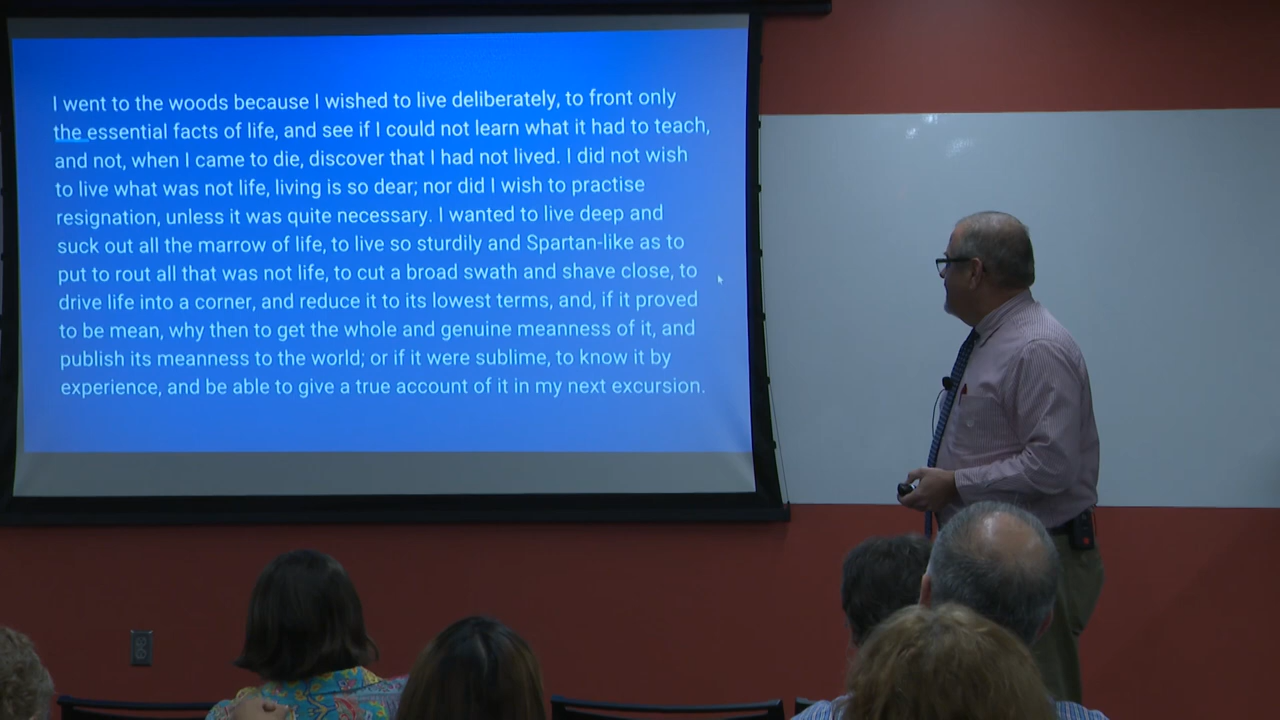 I went to the woods because I wished to live deliberately, to front only
the essential facts of life, and see if I could not learn what it had to teach,
and not, when I came to die, discover that I had not lived. I did not wish
to live what was not life, living is so dear; nor did I wish to practise
resignation, unless it was quite necessary. I wanted to live deep and
suck out all the marrow of life, to live so sturdily and Spartan-like as to
put to rout all that was not life, to cut a broad swath and shave close, to
drive life into a corner, and reduce it to its lowest terms, and, if it proved
to be mean, why then to get the whole and genuine meanness of it, and
publish its meanness to the world; or if it were sublime, to know it by
experience, and be able to give a true account of it in my next excursion.